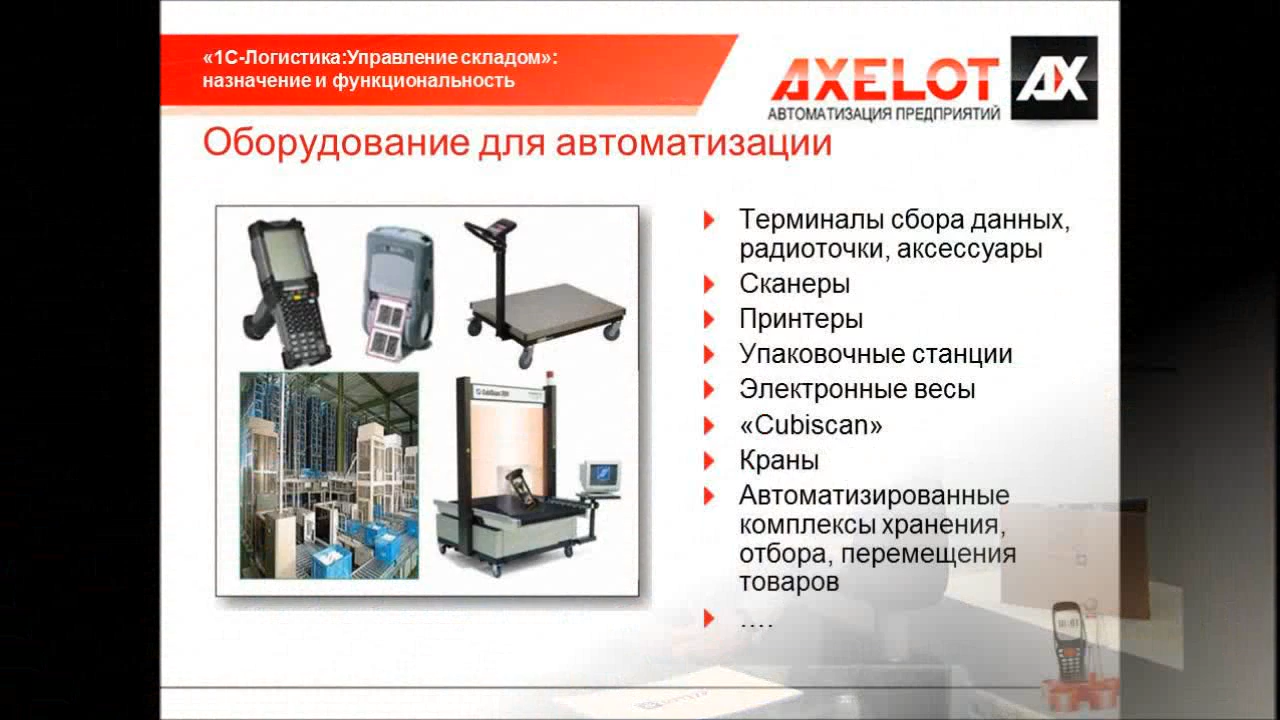 «1С-Логистика:Управление складом»:
назначение и функциональность
AXELOT
АВТОМАТИЗАЦИЯ ПРЕДПРИЯТИЙ
AX
Оборудование для автоматизации
Терминалы сбора данных,
радиоточки, аксессуары
Сканеры
Принтеры
Упаковочные станции
Электронные весы
«Cubiscan»
Краны
Автоматизированные
комплексы хранения,
отбора, перемещения
товаров
....